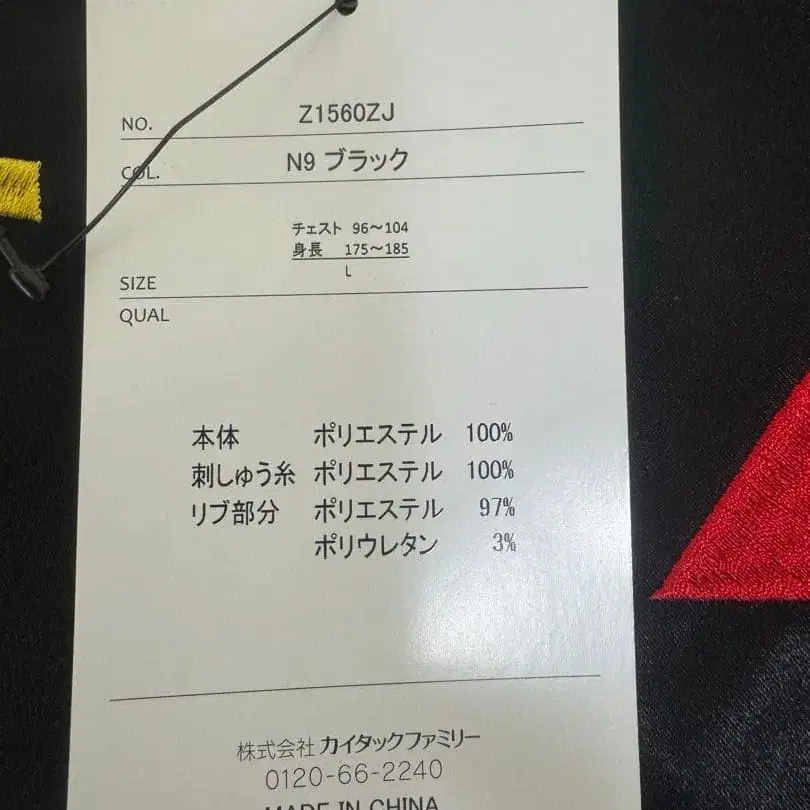 NO. Z1560ZJ
COL. N9 ブラック
チェスト 96〜104
身長 175〜185
L
SIZE
QUAL
本体 ポリエステル 100%
刺しゅう糸 ポリエステル 100%
リブ部分 ポリエステル 97%
ポリウレタン 3%
株式会社 カイタックファミリー
0120-66-2240
MADE IN CHINA